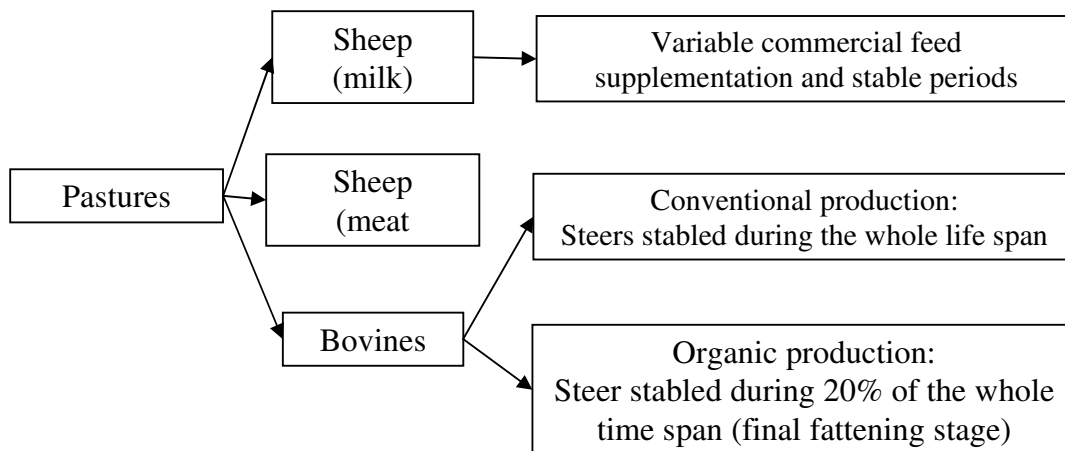 Sheep
(milk)
Variable commercial feed
supplementation and stable periods
Pastures
Sheep
(meat
Conventional production:
Steers stabled during the whole life span
Bovines
Organic production:
Steer stabled during 20% of the whole
time span (final fattening stage)